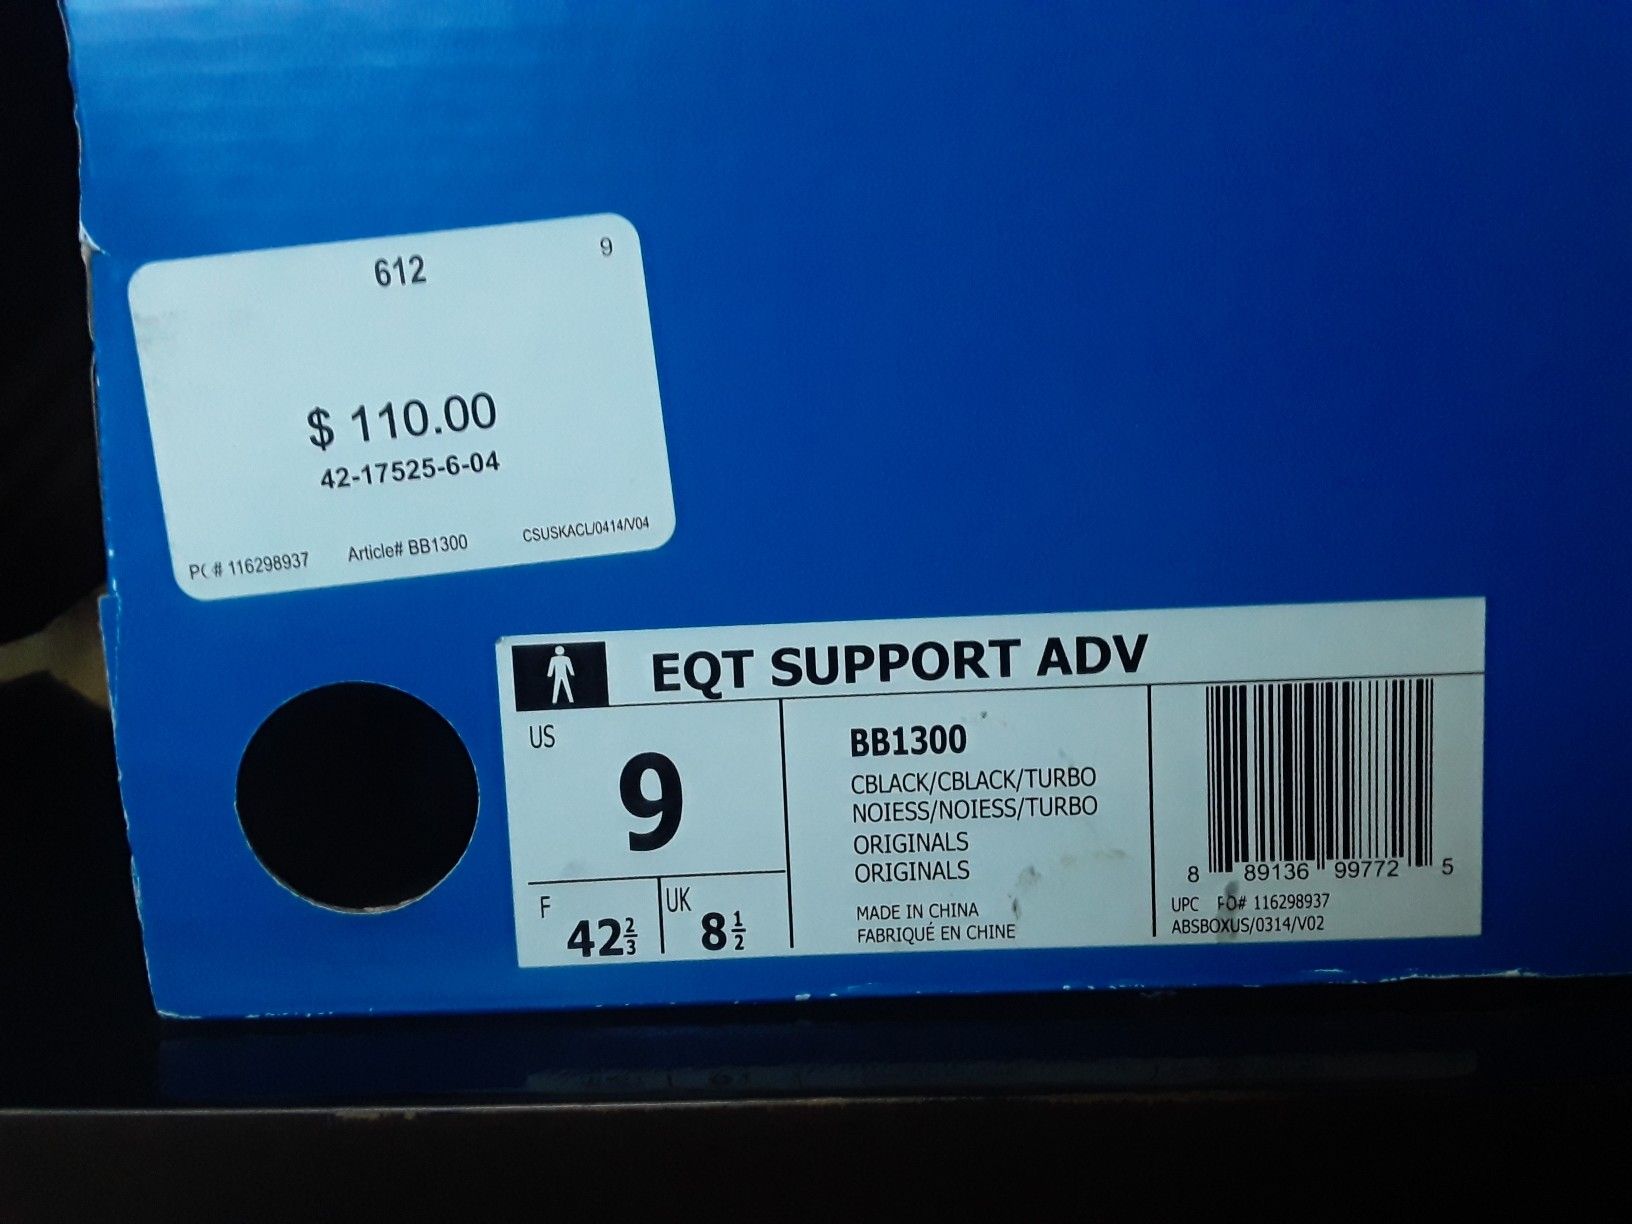 612 9
$ 110.00
42-17525-6-04
PO# 116298937 Article# BB1300 CSUSKACL/0414/V04
EQT SUPPORT ADV
US
9
F 42⅔ UK 8½
BB1300
CBLACK/CBLACK/TURBO
NOIESS/NOIESS/TURBO
ORIGINALS
ORIGINALS
MADE IN CHINA
FABRIQUÉ EN CHINE
8 89136 99772 5
UPC PO# 116298937
ABSBOXUS/0314/V02